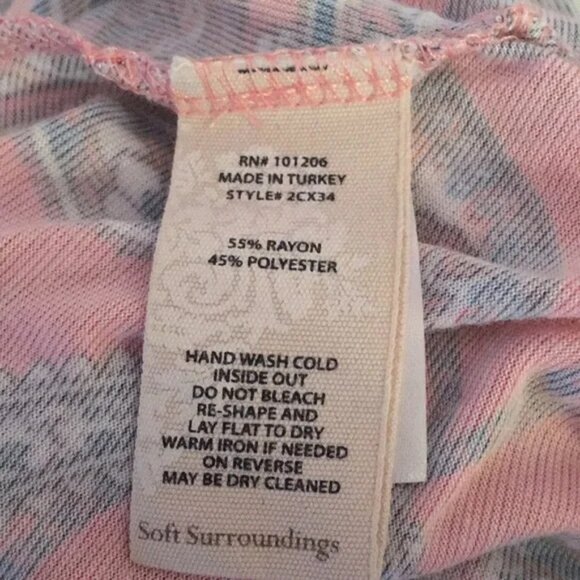 RN# 101206
MADE IN TURKEY
STYLE# 2CX34
55% RAYON
45% POLYESTER
HAND WASH COLD
INSIDE OUT
DO NOT BLEACH
RE-SHAPE AND
LAY FLAT TO DRY
WARM IRON IF NEEDED
ON REVERSE
MAY BE DRY CLEANED
Soft Surroundings